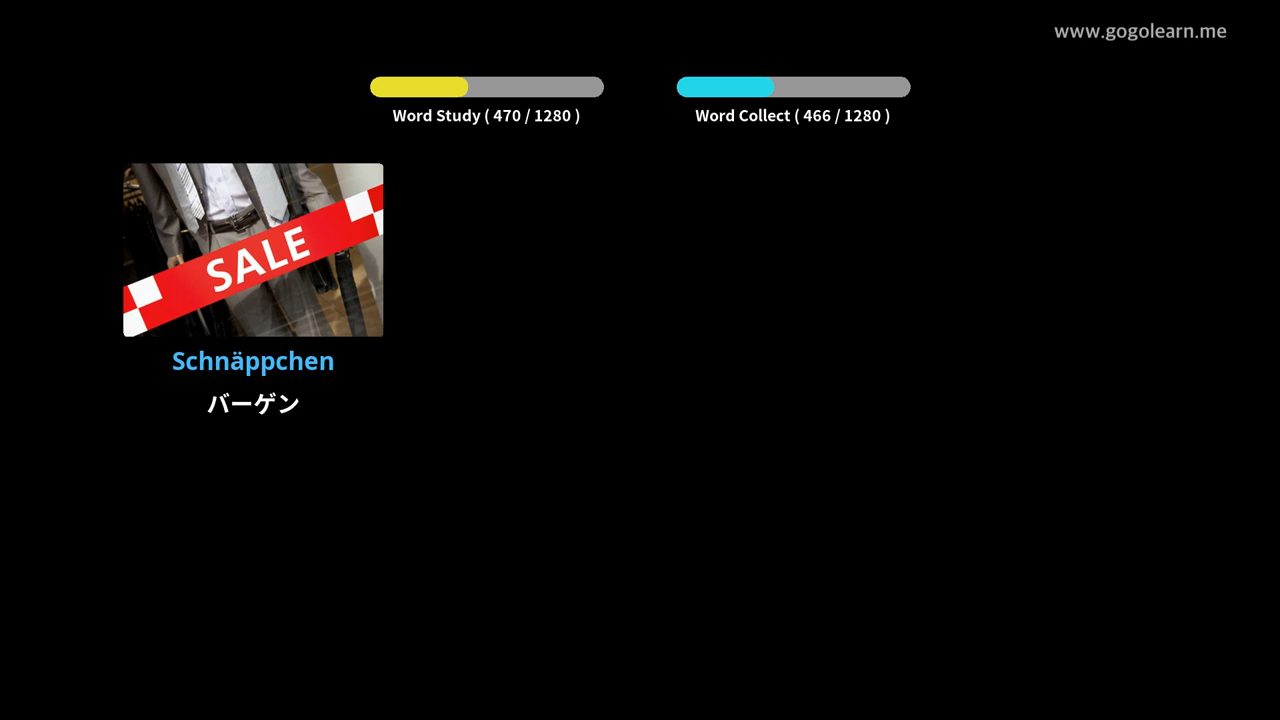 www.gogolearn.me
Word Study ( 470 / 1280 )
Word Collect ( 466 / 1280 )
SALE
Schnäppchen
バーゲン